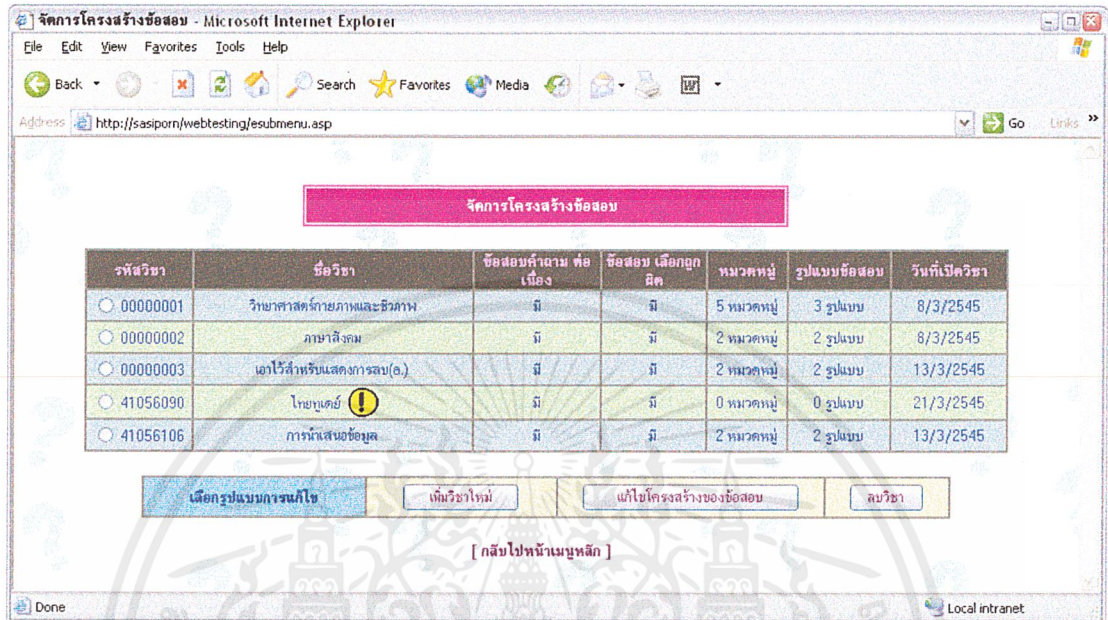 จัดการโครงสร้างข้อสอบ - Microsoft Internet Explorer
File Edit View Favorites Tools Help
Back Search Favorites Media
Address http://sasiporn/webtesting/esubmenu.asp Go Links »
จัดการโครงสร้างข้อสอบ
รหัสวิชา ชื่อวิชา ข้อสอบคำถาม ต่อเนื่อง ข้อสอบ เลือกถูกผิด หมวดหมู่ รูปแบบข้อสอบ วันที่เปิดวิชา
00000001 วิทยาศาสตร์กายภาพและชีวภาพ มี มี 5 หมวดหมู่ 3 รูปแบบ 8/3/2545
00000002 ภาษาสังคม มี มี 2 หมวดหมู่ 2 รูปแบบ 8/3/2545
00000003 เอาไว้สำหรับแสดงการลบ(อ.) มี มี 2 หมวดหมู่ 2 รูปแบบ 13/3/2545
41056090 ไทยทูเดย์ ! มี มี 0 หมวดหมู่ 0 รูปแบบ 21/3/2545
41056106 การนำเสนอข้อมูล มี มี 2 หมวดหมู่ 2 รูปแบบ 13/3/2545
เลือกรูปแบบการแก้ไข เพิ่มวิชาใหม่ แก้ไขโครงสร้างของข้อสอบ ลบวิชา
[ กลับไปหน้าเมนูหลัก ]
Done Local intranet